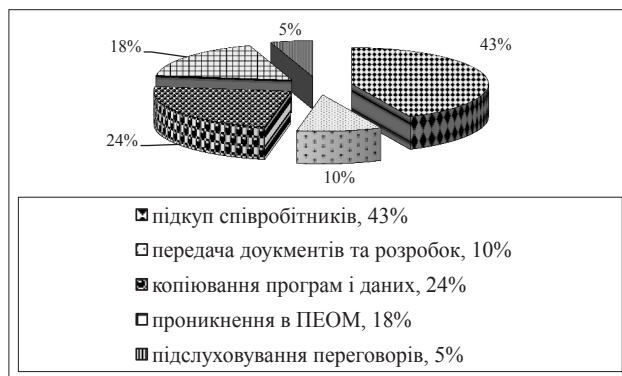 5%
43%
18%
24%
10%
підкуп співробітників, 43%
передача доукментів та розробок, 10%
копіювання програм і даних, 24%
проникнення в ПЕОМ, 18%
підслуховування переговорів, 5%